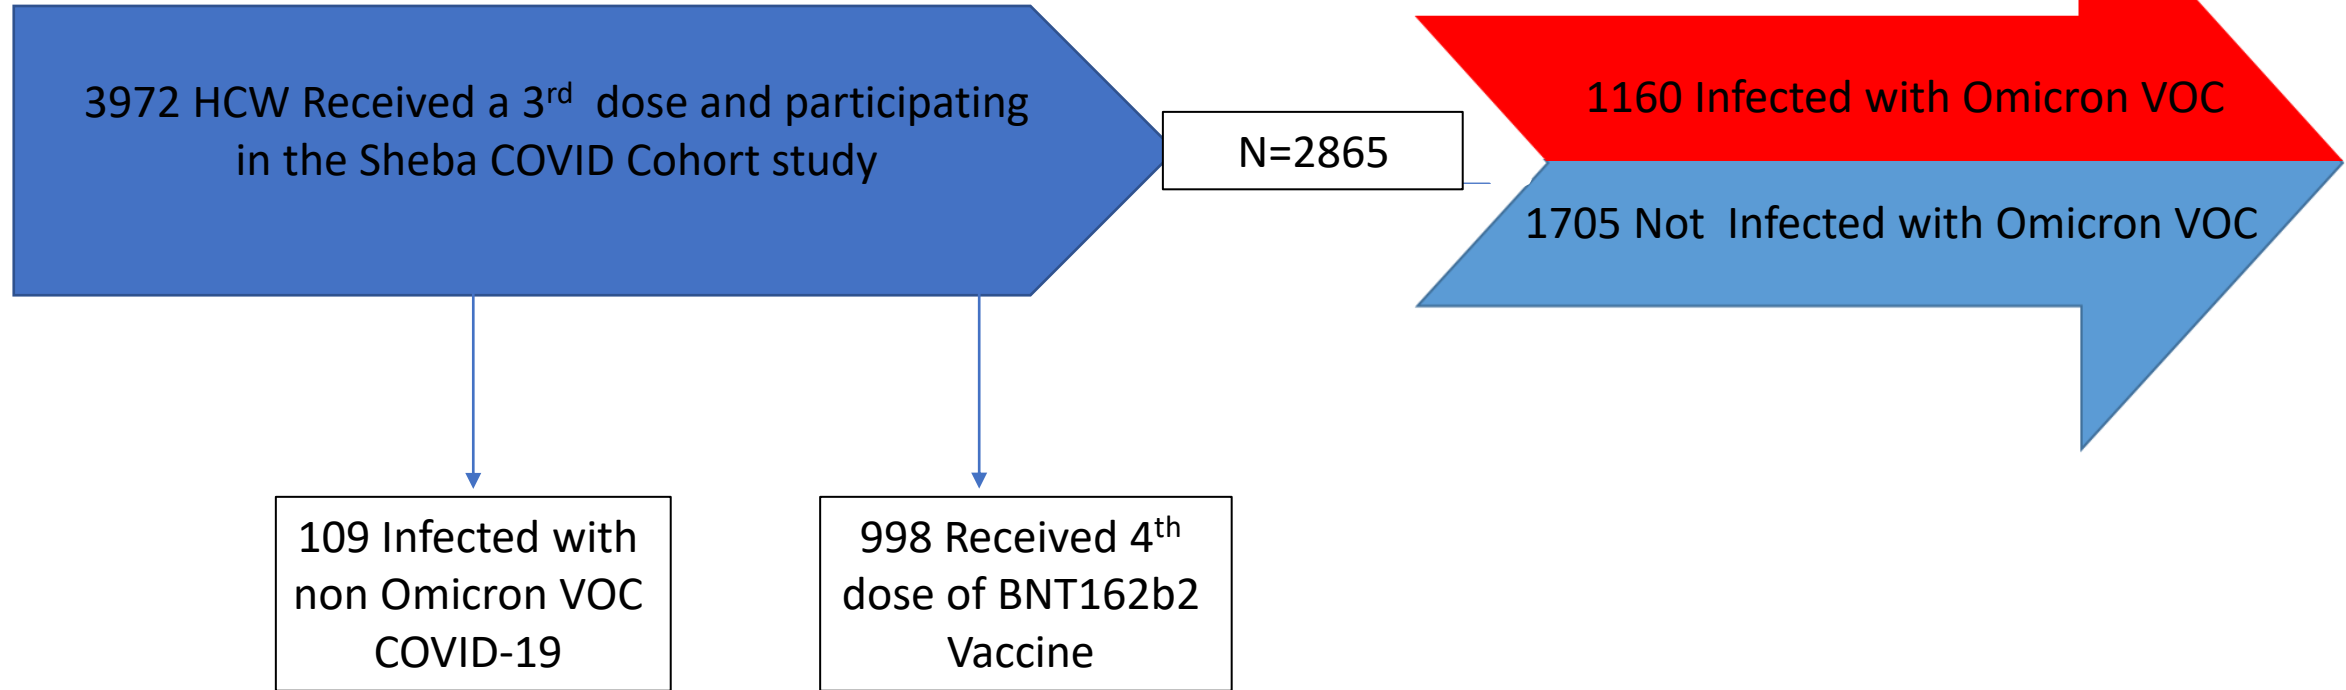 3972 HCW Received a 3rd dose and participating
in the Sheba COVID Cohort study
N=2865
1160 Infected with Omicron VOC
1705 Not Infected with Omicron VOC
109 Infected with
non Omicron VOC
COVID-19
998 Received 4th
dose of BNT162b2
Vaccine